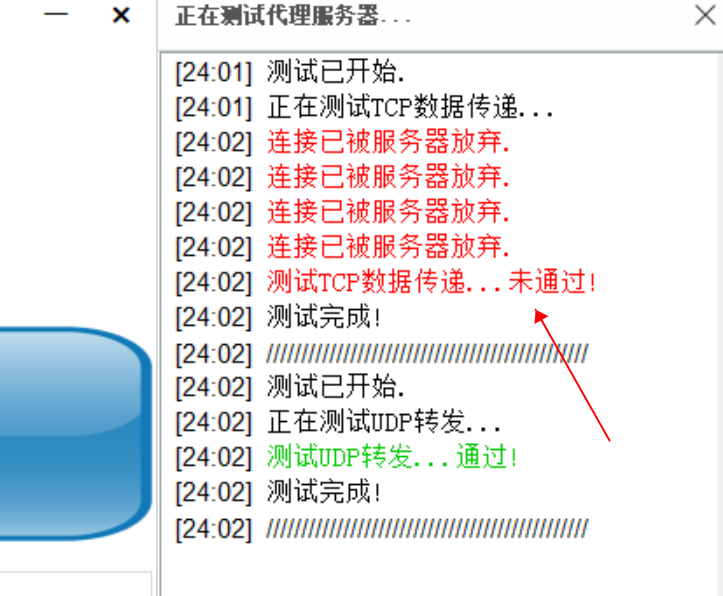 正在测试代理服务器...
[24:01] 测试已开始.
[24:01] 正在测试TCP数据传递...
[24:02] 连接已被服务器放弃.
[24:02] 连接已被服务器放弃.
[24:02] 连接已被服务器放弃.
[24:02] 连接已被服务器放弃.
[24:02] 测试TCP数据传递...未通过!
[24:02] 测试完成!
[24:02] //////////////////////////////////////////////
[24:02] 测试已开始.
[24:02] 正在测试UDP转发...
[24:02] 测试UDP转发...通过!
[24:02] 测试完成!
[24:02] //////////////////////////////////////////////